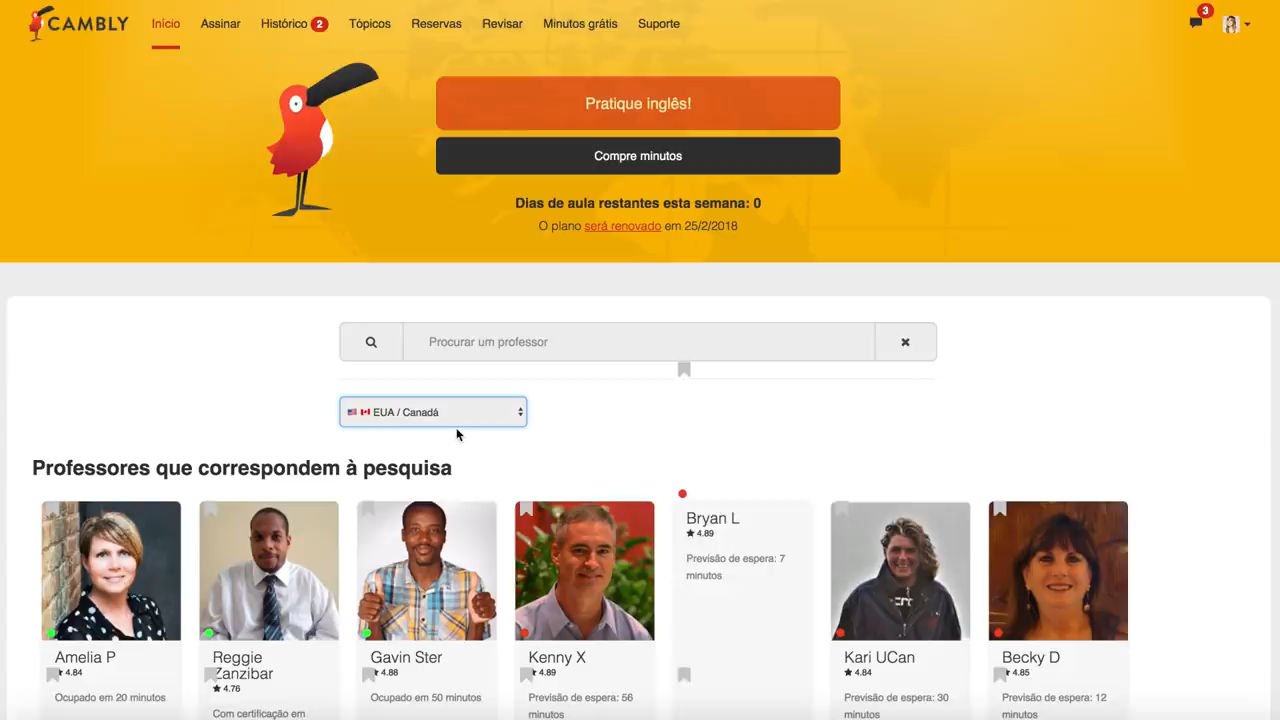 CAMBLY
Início
Assinar
Histórico 2
Tópicos
Reservas
Revisar
Minutos grátis
Suporte
3
Pratique inglês!
Compre minutos
Dias de aula restantes esta semana: 0
O plano será renovado em 25/2/2018
Procurar um professor
EUA / Canadá
Professores que correspondem à pesquisa
Amelia P
4.84
Ocupado em 20 minutos
Reggie
Zanzibar
4.76
Com certificação em
Gavin Ster
4.88
Ocupado em 50 minutos
Kenny X
4.89
Previsão de espera: 56
minutos
Bryan L
4.89
Previsão de espera: 7
minutos
Kari UCan
4.84
Previsão de espera: 30
minutos
Becky D
4.85
Previsão de espera: 12
minutos